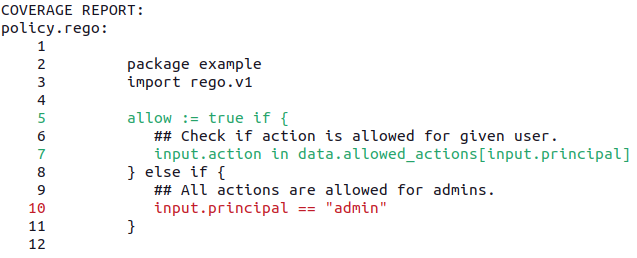 COVERAGE REPORT:
policy.rego:
1
2 package example
3 import rego.v1
4
5 allow := true if {
6 ## Check if action is allowed for given user.
7 input.action in data.allowed_actions[input.principal]
8 } else if {
9 ## All actions are allowed for admins.
10 input.principal == "admin"
11 }
12